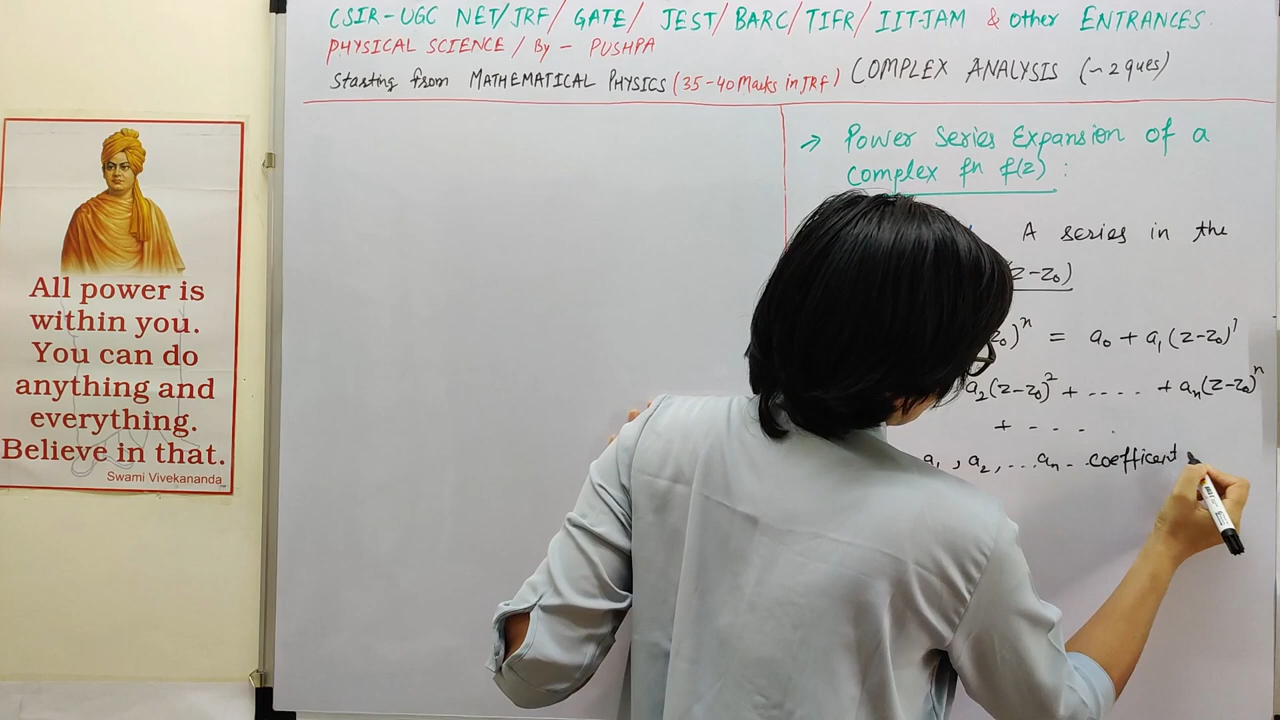 CSIR-UGC NET/JRF/ GATE/ JEST/BARC/TIFR/IIT-JAM & other ENTRANCES.
PHYSICAL SCIENCE / By - PUSHPA
Starting from MATHEMATICAL PHYSICS (35-40 Marks in JRF) COMPLEX ANALYSIS (~2 ques)
→ Power Series Expansion of a
complex fn f(z) :
A series in the
(z-z₀)
z₀)ⁿ = a₀ + a₁(z-z₀)¹
a₂(z-z₀)² + .... + aₙ(z-z₀)ⁿ
+ - - - .
a₁, a₂, ... aₙ - - coefficent
All power is
within you.
You can do
anything and
everything.
Believe in that.
Swami Vivekananda